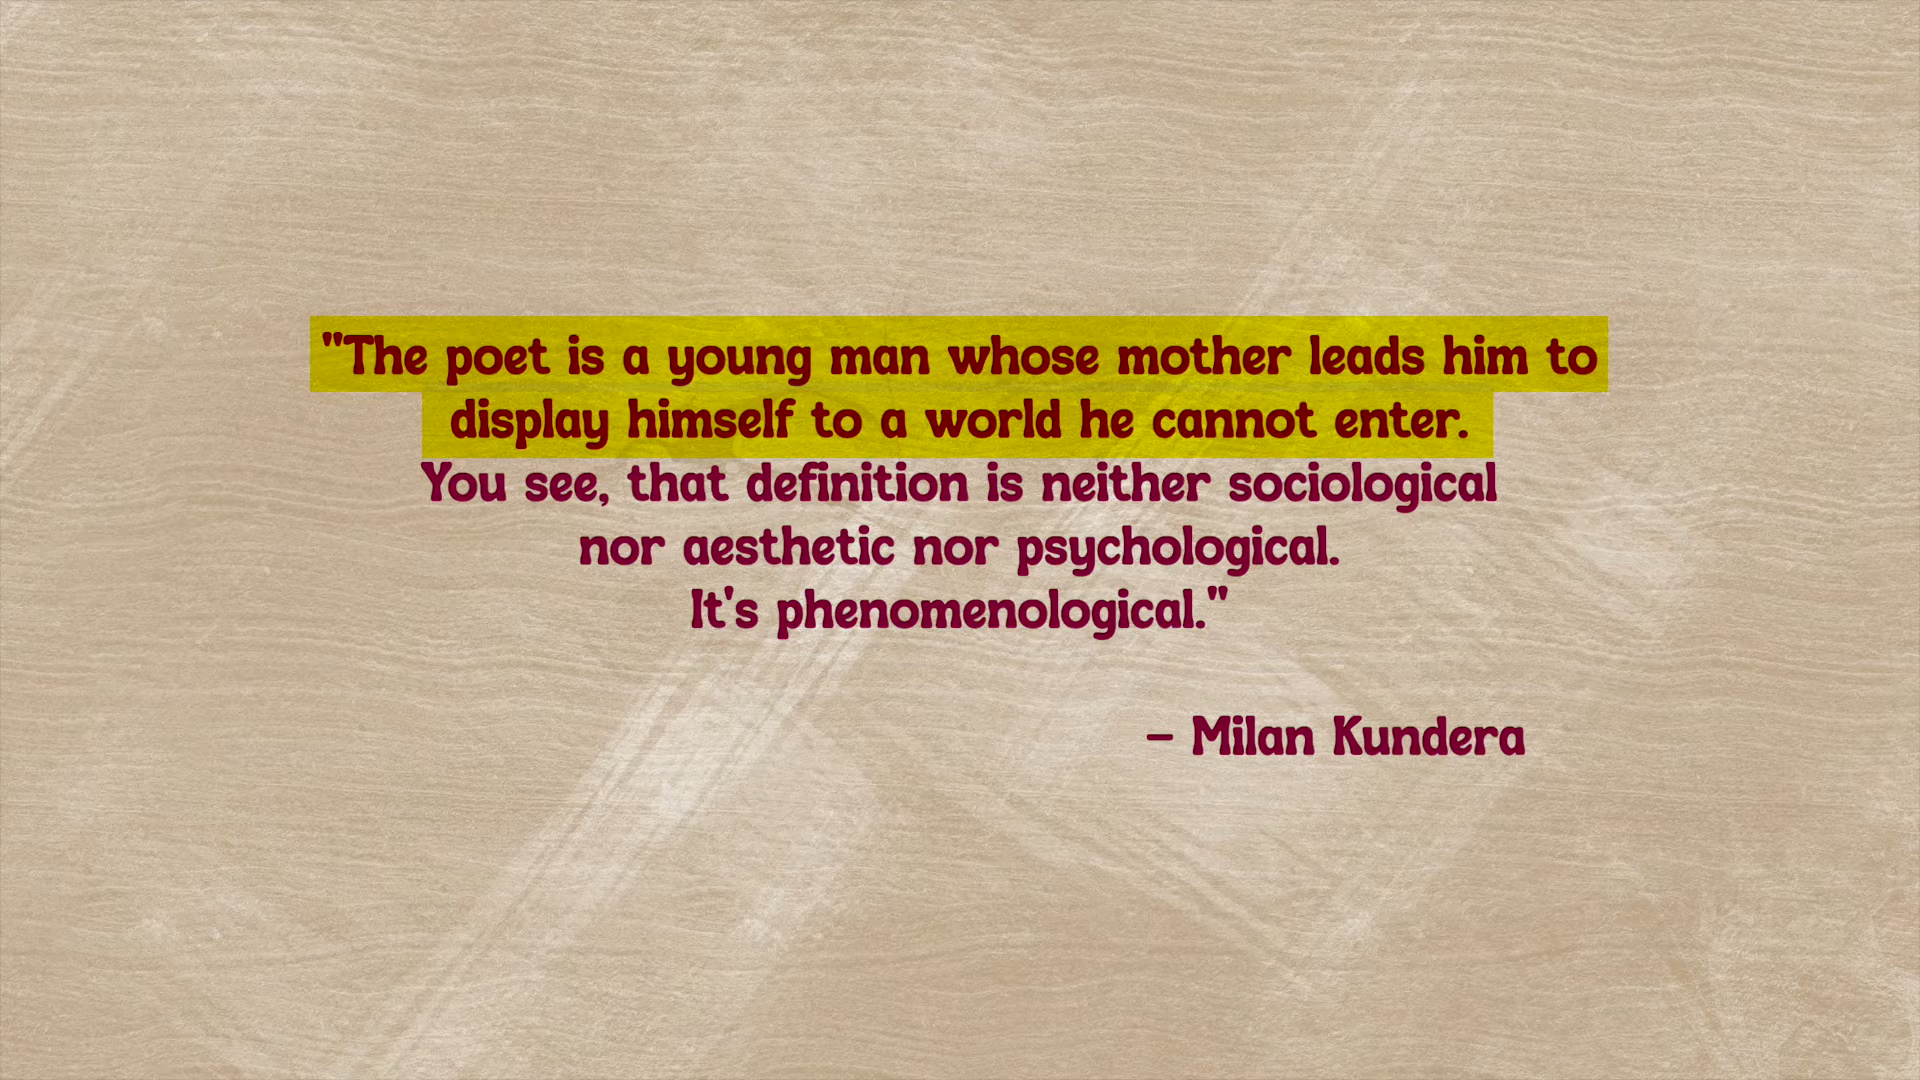 "The poet is a young man whose mother leads him to
display himself to a world he cannot enter.
You see, that definition is neither sociological
nor aesthetic nor psychological.
It's phenomenological."
– Milan Kundera